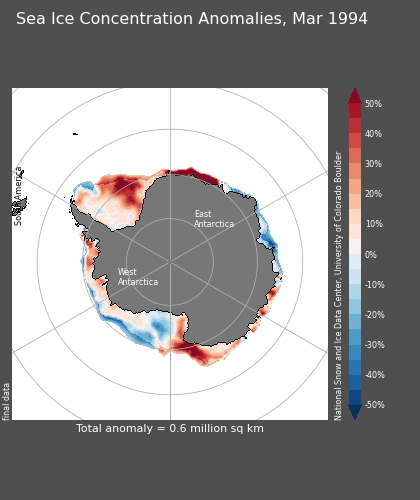 Sea Ice Concentration Anomalies, Mar 1994
South America
East
Antarctica
West
Antarctica
50%
40%
30%
20%
10%
0%
-10%
-20%
-30%
-40%
-50%
National Snow and Ice Data Center, University of Colorado Boulder
final data
Total anomaly = 0.6 million sq km